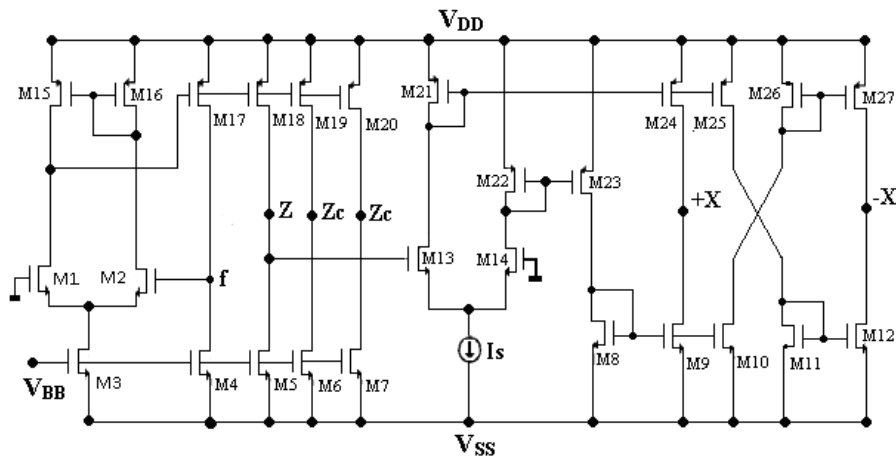 VDD
M15 M16 M17 M18 M19 M20 M21 M24 M25 M26 M27
M22 M23
Z Zc Zc +X -X
M1 M2 f M13 M14
Is
M3 M4 M5 M6 M7 M8 M9 M10 M11 M12
VBB
VSS